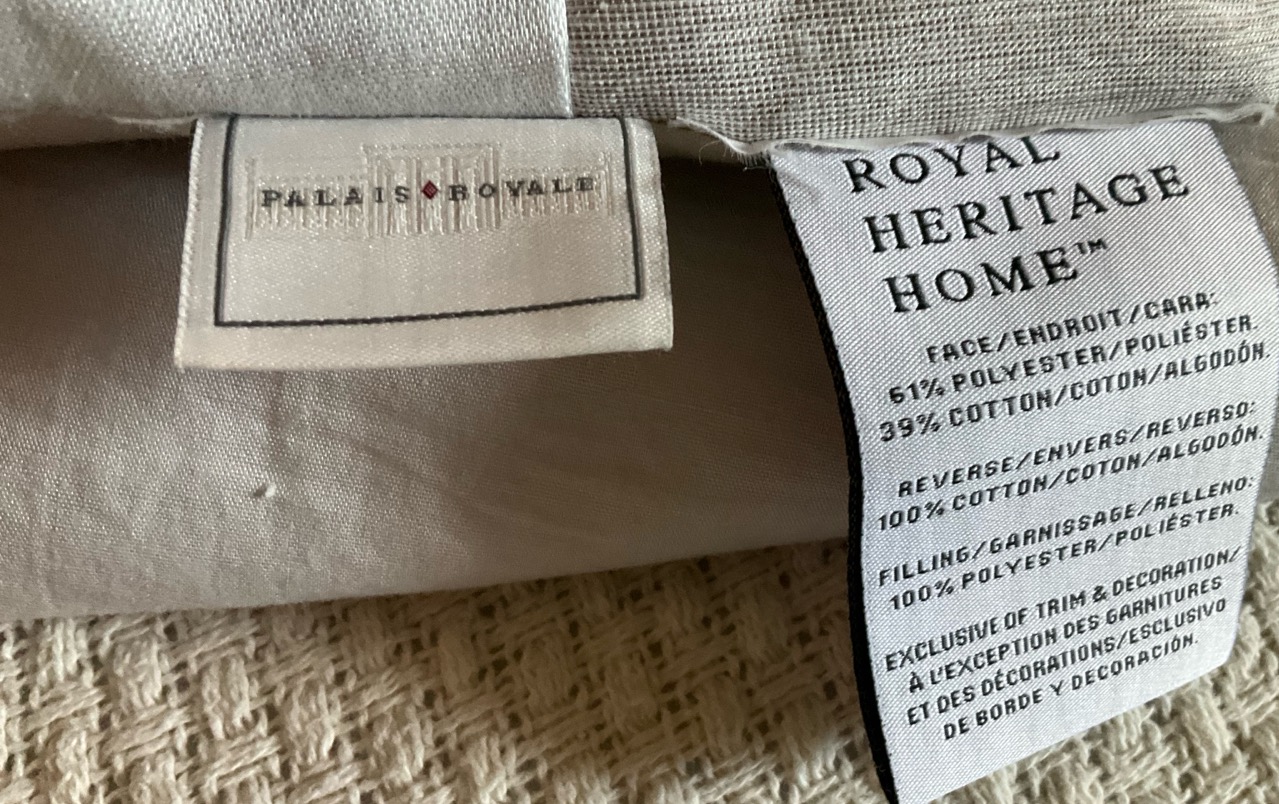 PALAIS ROYALE
ROYAL
HERITAGE
HOME™
FACE/ENDROIT/CARA:
61% POLYESTER/POLIÉSTER.
39% COTTON/COTON/ALGODÓN.
REVERSE/ENVERS/REVERSO:
100% COTTON/COTON/ALGODÓN.
FILLING/GARNISSAGE/RELLENO:
100% POLYESTER/POLIÉSTER.
EXCLUSIVE OF TRIM & DECORATION/
À L'EXCEPTION DES GARNITURES
ET DES DÉCORATIONS/ESCLUSIVO
DE BORDE Y DECORACIÓN.